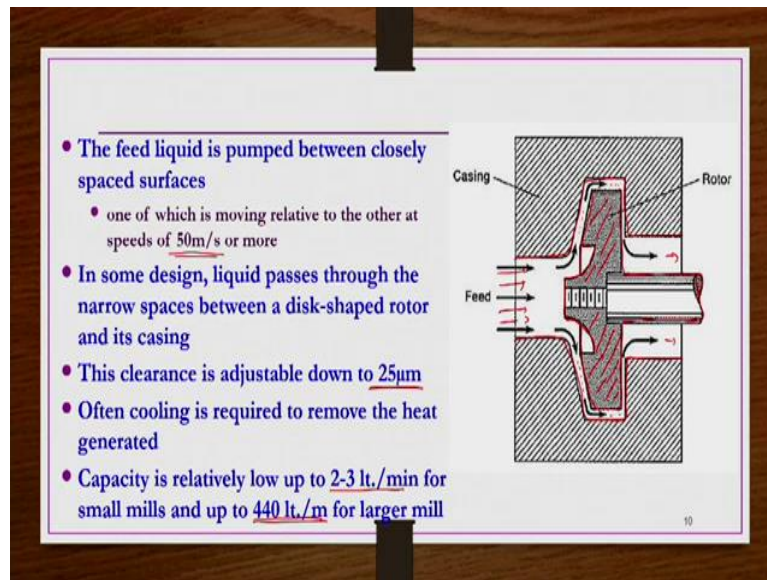 • The feed liquid is pumped between closely
spaced surfaces
• one of which is moving relative to the other at
speeds of 50m/s or more
• In some design, liquid passes through the
narrow spaces between a disk-shaped rotor
and its casing
• This clearance is adjustable down to 25μm
• Often cooling is required to remove the heat
generated
• Capacity is relatively low up to 2-3 lt./min for
small mills and up to 440 lt./m for larger mill
Casing
Rotor
Feed
10